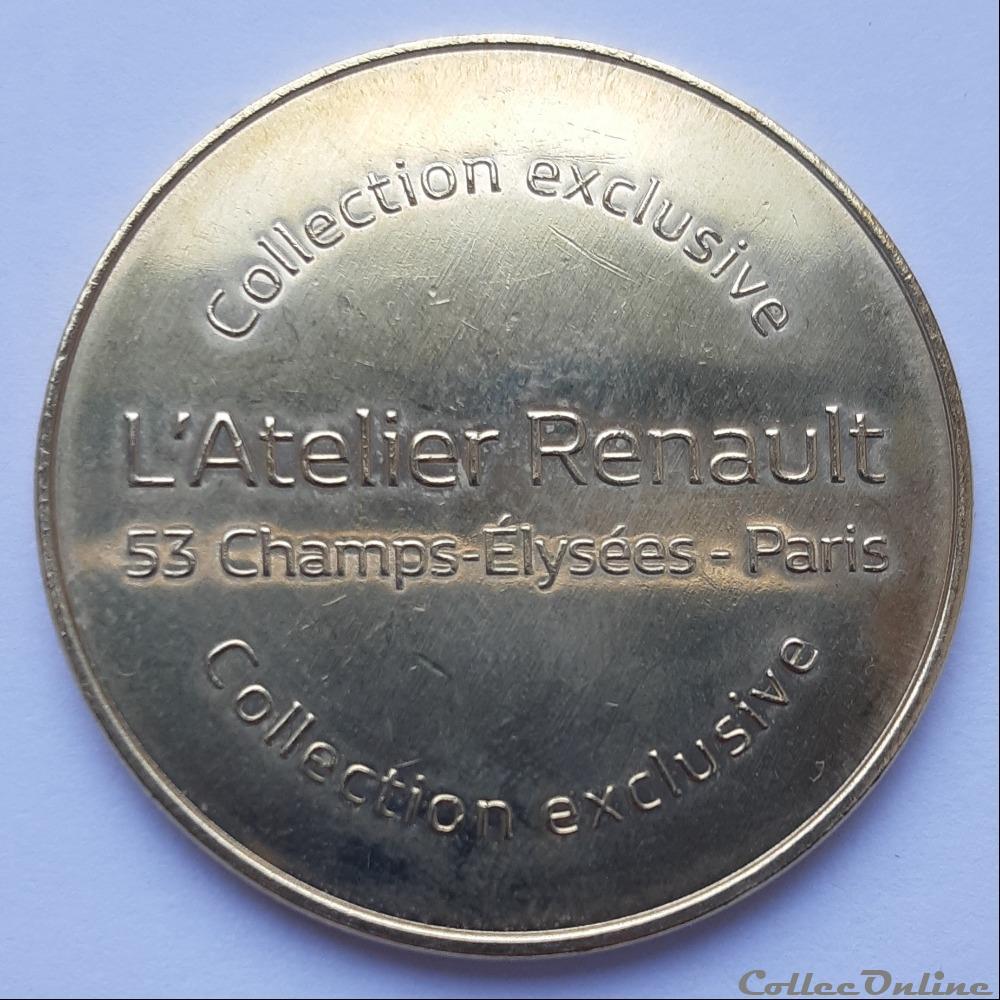 Collection exclusive
L'Atelier Renault
53 Champs-Élysées - Paris
Collection exclusive
CollecOnline